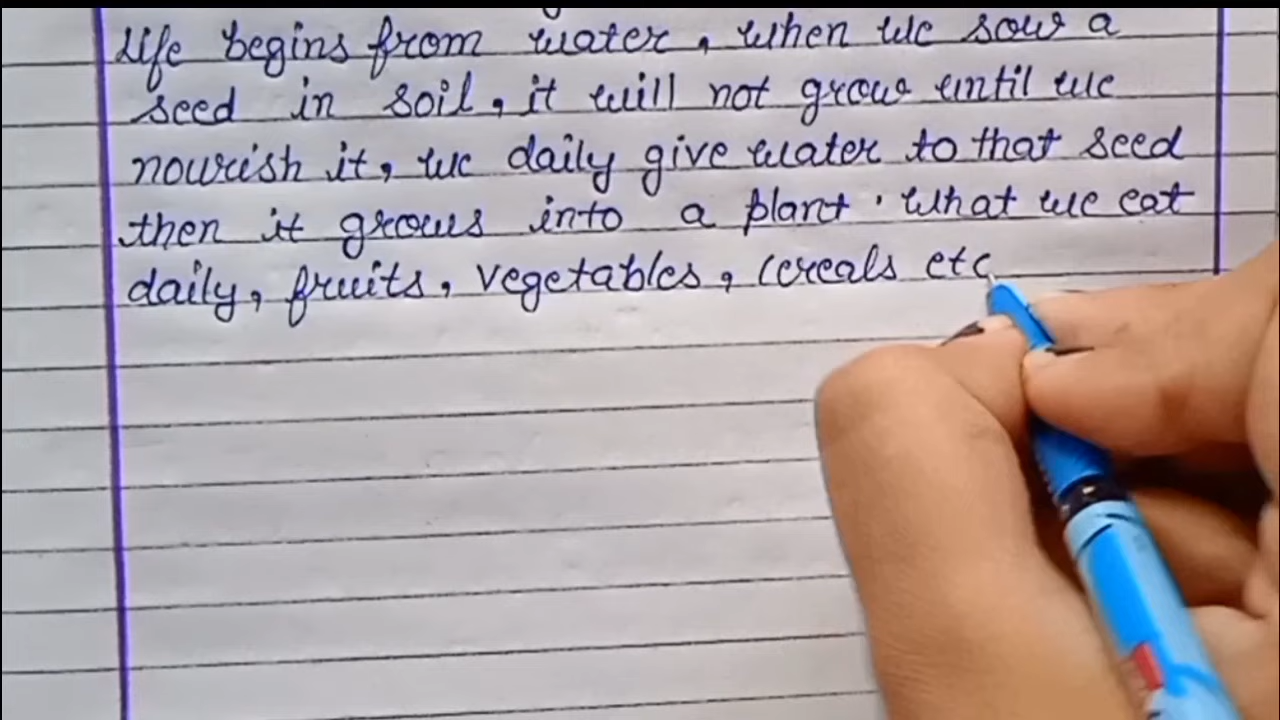 Life begins from water, when we sow a
seed in soil, it will not grow until we
nourish it, we daily give water to that seed
then it grows into a plant. What we eat
daily, fruits, vegetables, cereals etc